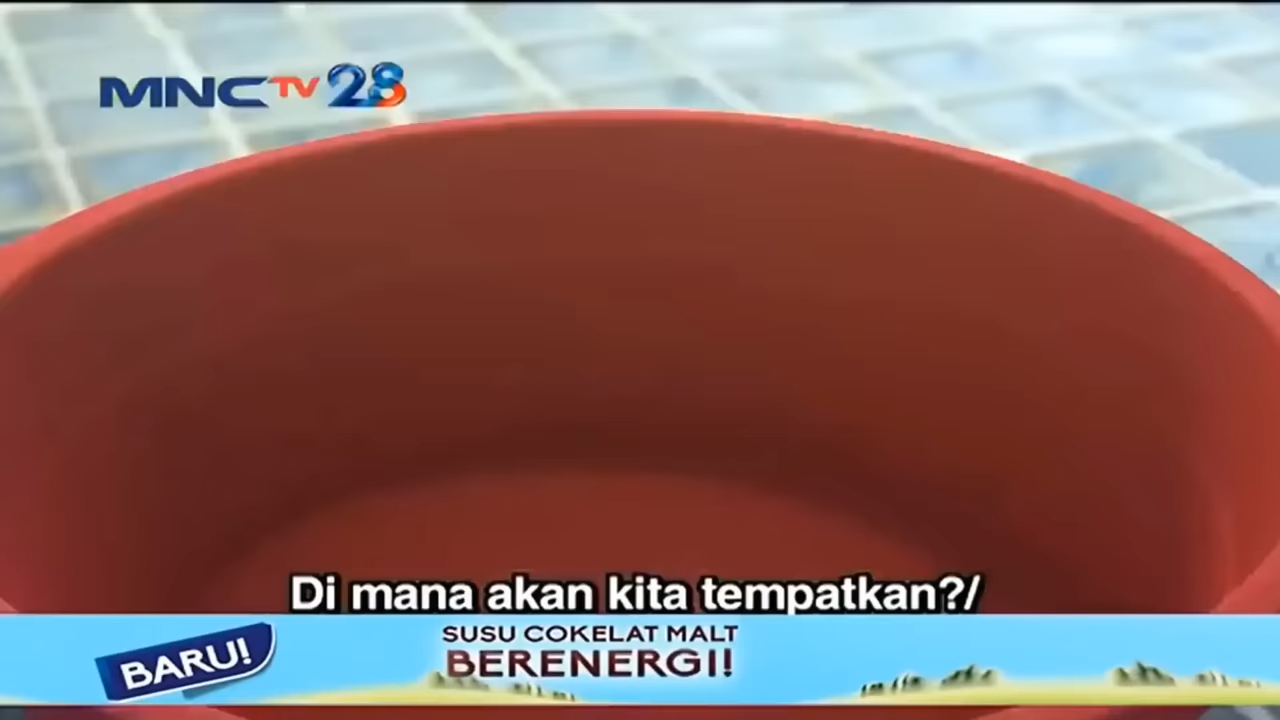 MNCTV 28
Di mana akan kita tempatkan?/
BARU!
SUSU COKELAT MALT
BERENERGI!